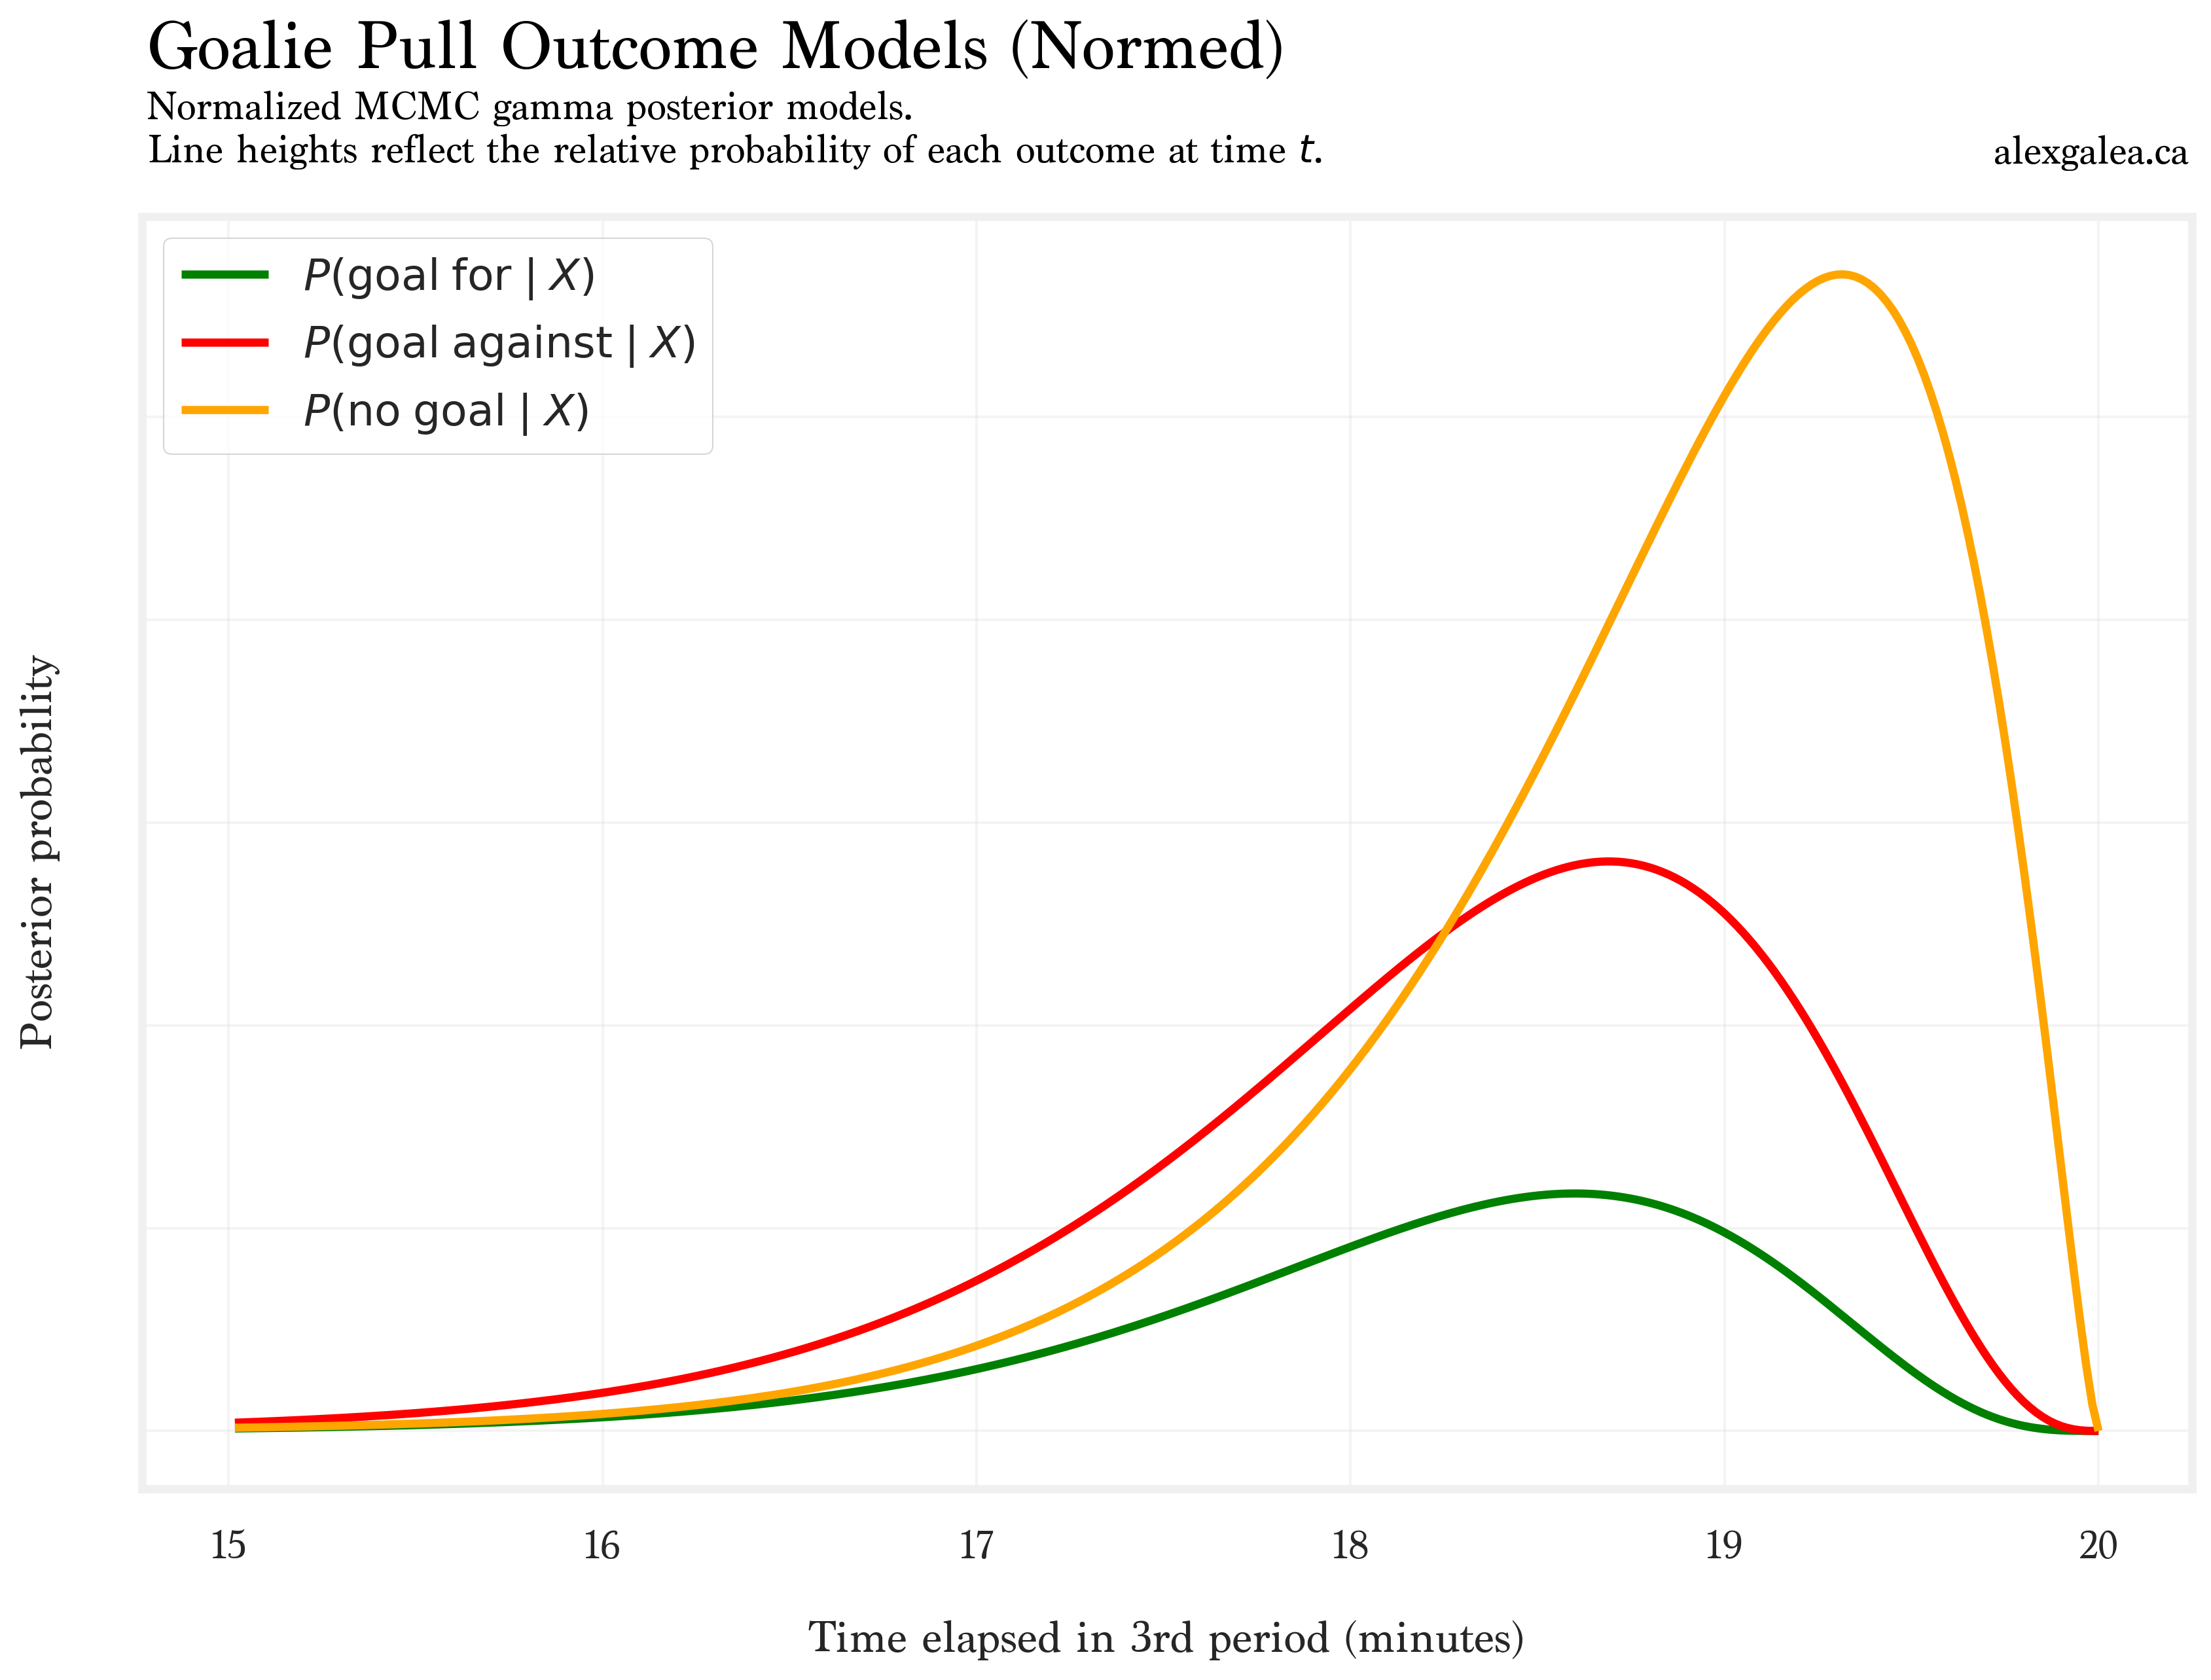 Goalie Pull Outcome Models (Normed)
Normalized MCMC gamma posterior models.
Line heights reflect the relative probability of each outcome at time t.
alexgalea.ca
P(goal for | X)
P(goal against | X)
P(no goal | X)
Posterior probability
15 16 17 18 19 20
Time elapsed in 3rd period (minutes)